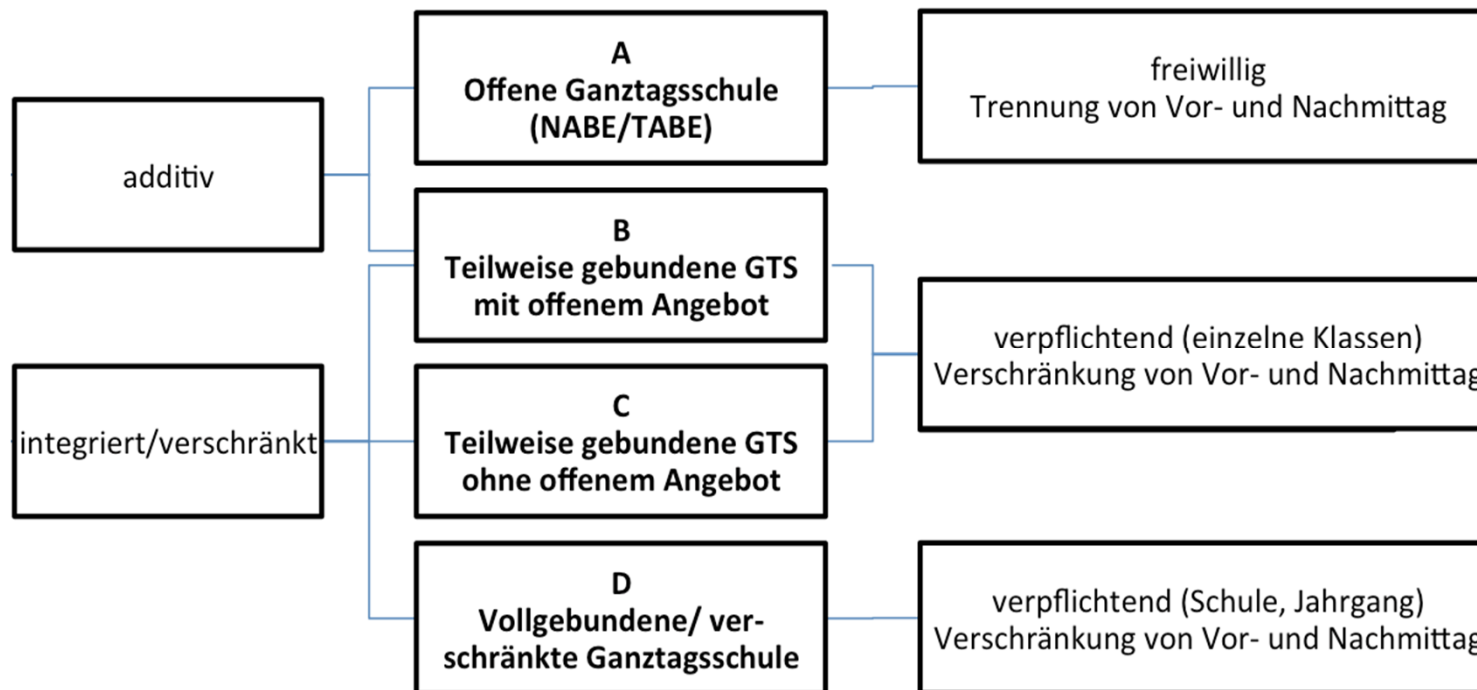 additiv
integriert/verschränkt
A
Offene Ganztagsschule
(NABE/TABE)
B
Teilweise gebundene GTS
mit offenem Angebot
C
Teilweise gebundene GTS
ohne offenem Angebot
D
Vollgebundene/ ver-
schränkte Ganztagsschule
freiwillig
Trennung von Vor- und Nachmittag
verpflichtend (einzelne Klassen)
Verschränkung von Vor- und Nachmittag
verpflichtend (Schule, Jahrgang)
Verschränkung von Vor- und Nachmittag